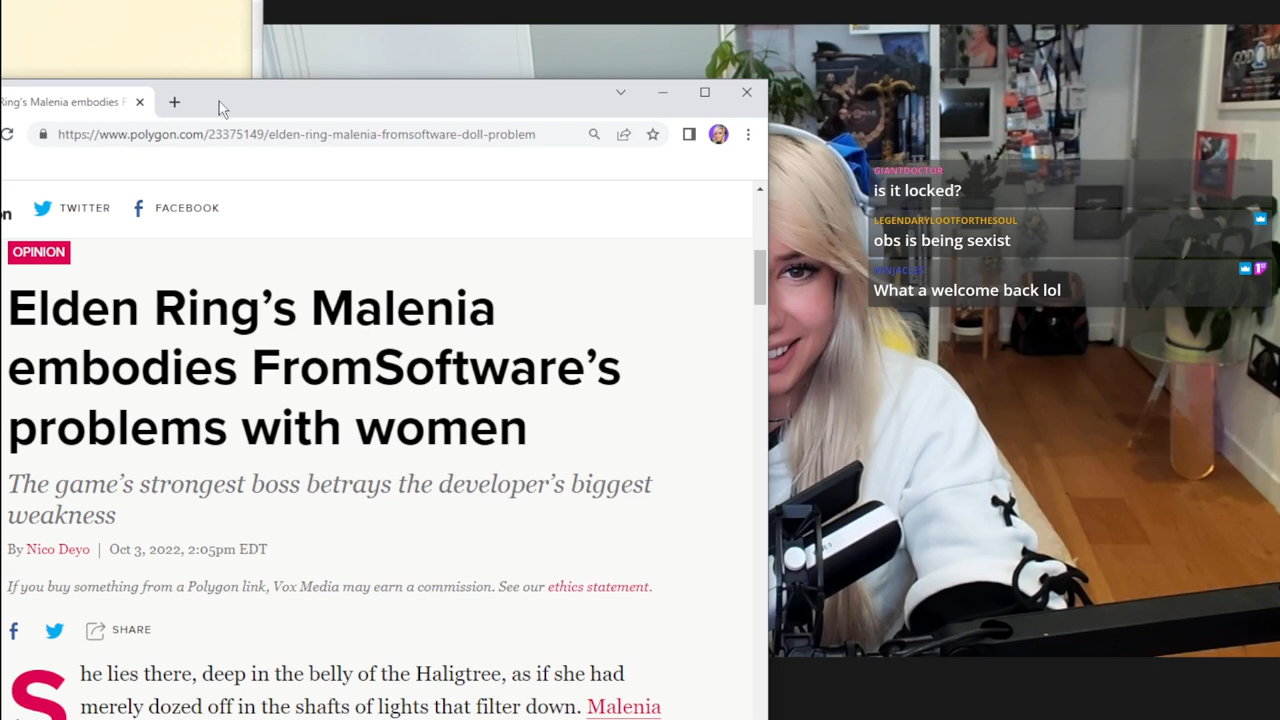 Ring's Malenia embodies F
https://www.polygon.com/23375149/elden-ring-malenia-fromsoftware-doll-problem
on TWITTER FACEBOOK
OPINION
Elden Ring's Malenia
embodies FromSoftware's
problems with women
The game's strongest boss betrays the developer's biggest
weakness
By Nico Deyo | Oct 3, 2022, 2:05pm EDT
If you buy something from a Polygon link, Vox Media may earn a commission. See our ethics statement.
SHARE
She lies there, deep in the belly of the Haligtree, as if she had
merely dozed off in the shafts of lights that filter down. Malenia
GIANTDOCTOR
is it locked?
LEGENDARYLOOTFORTHESOUL
obs is being sexist
What a welcome back lol